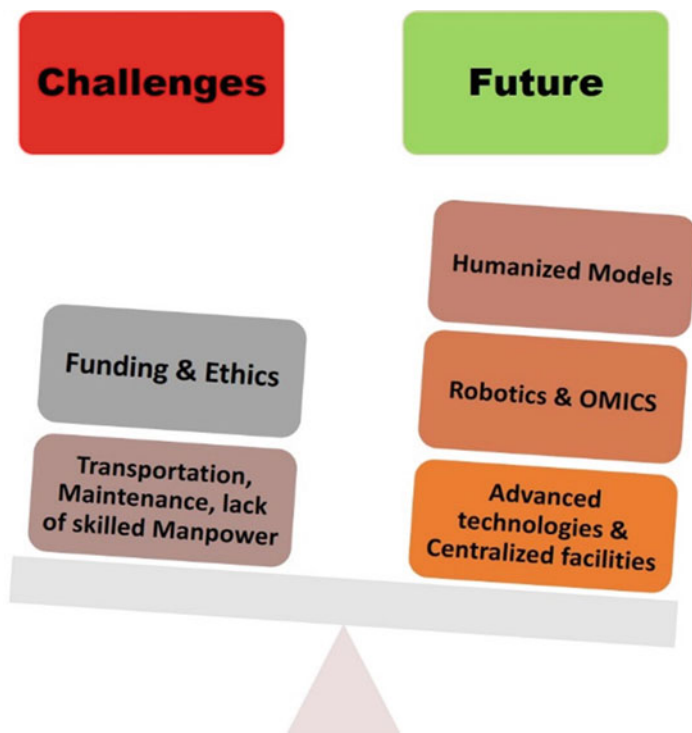 Challenges
Future
Humanized Models
Funding & Ethics
Robotics & OMICS
Transportation,
Maintenance, lack
of skilled Manpower
Advanced
technologies &
Centralized facilities